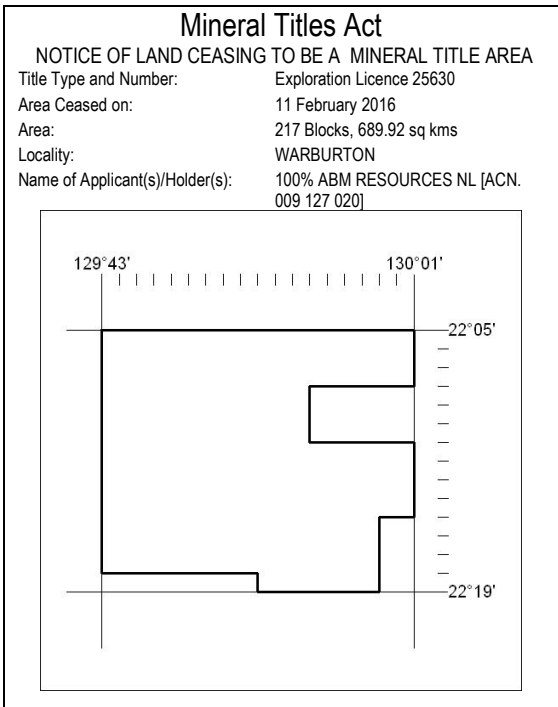 Mineral Titles Act
NOTICE OF LAND CEASING TO BE A MINERAL TITLE AREA
Title Type and Number: Exploration Licence 25630
Area Ceased on: 11 February 2016
Area: 217 Blocks, 689.92 sq kms
Locality: WARBURTON
Name of Applicant(s)/Holder(s): 100% ABM RESOURCES NL [ACN.
009 127 020]
129°43' 130°01'
22°05'
22°19'